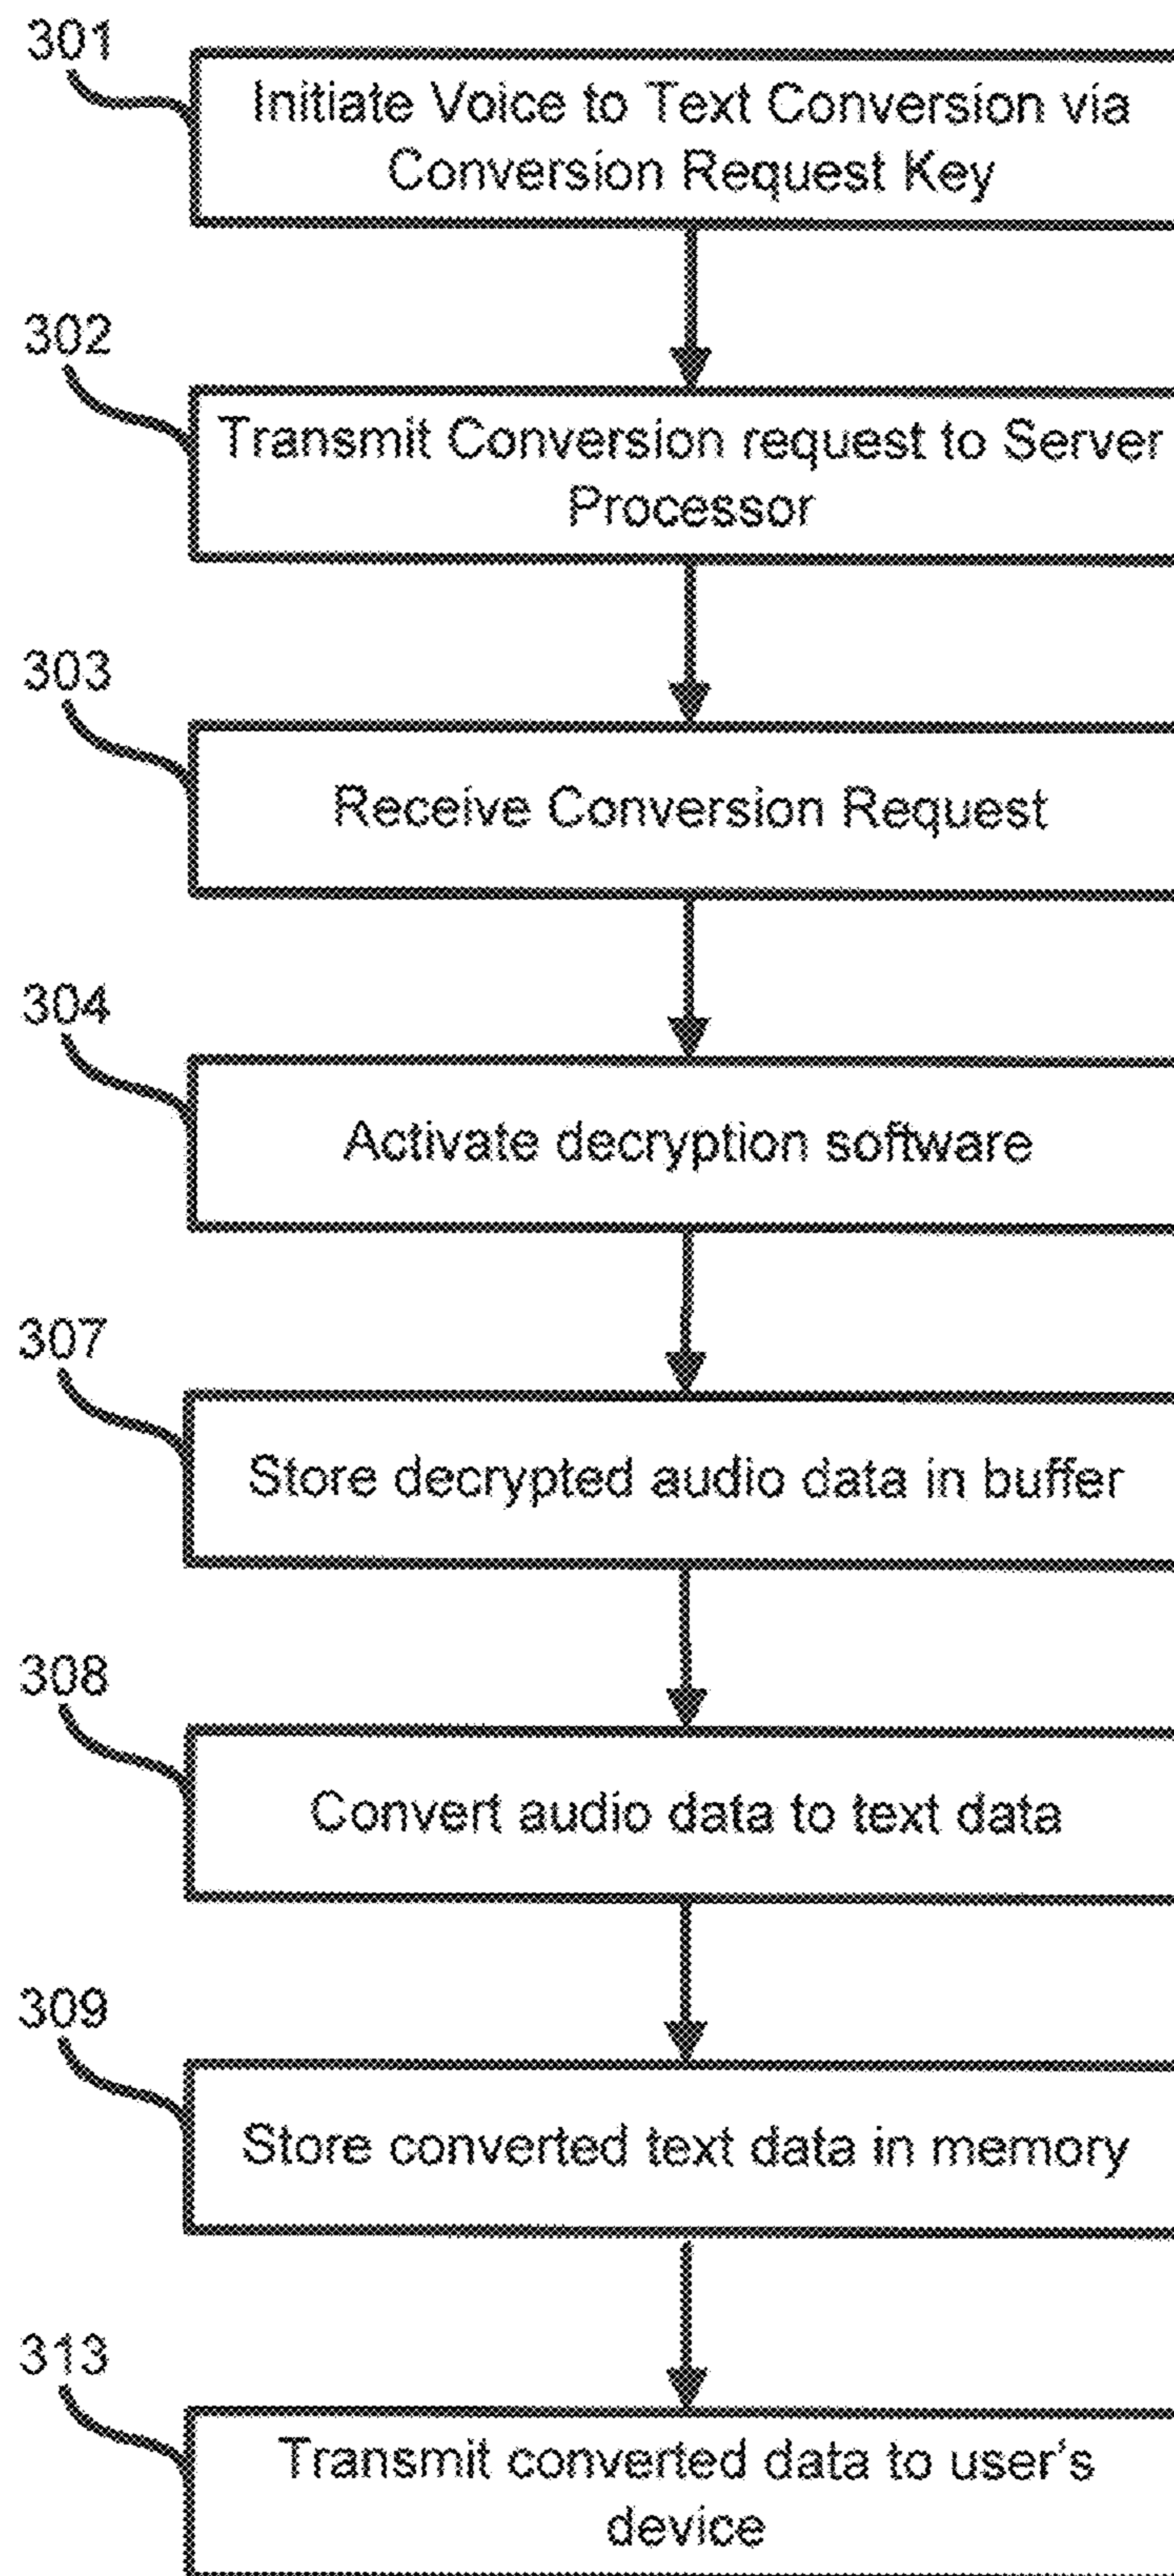 301
Initiate Voice to Text Conversion via
Conversion Request Key
302
Transmit Conversion request to Server
Processor
303
Receive Conversion Request
304
Activate decryption software
307
Store decrypted audio data in buffer
308
Convert audio data to text data
309
Store converted text data in memory
313
Transmit converted data to user's
device